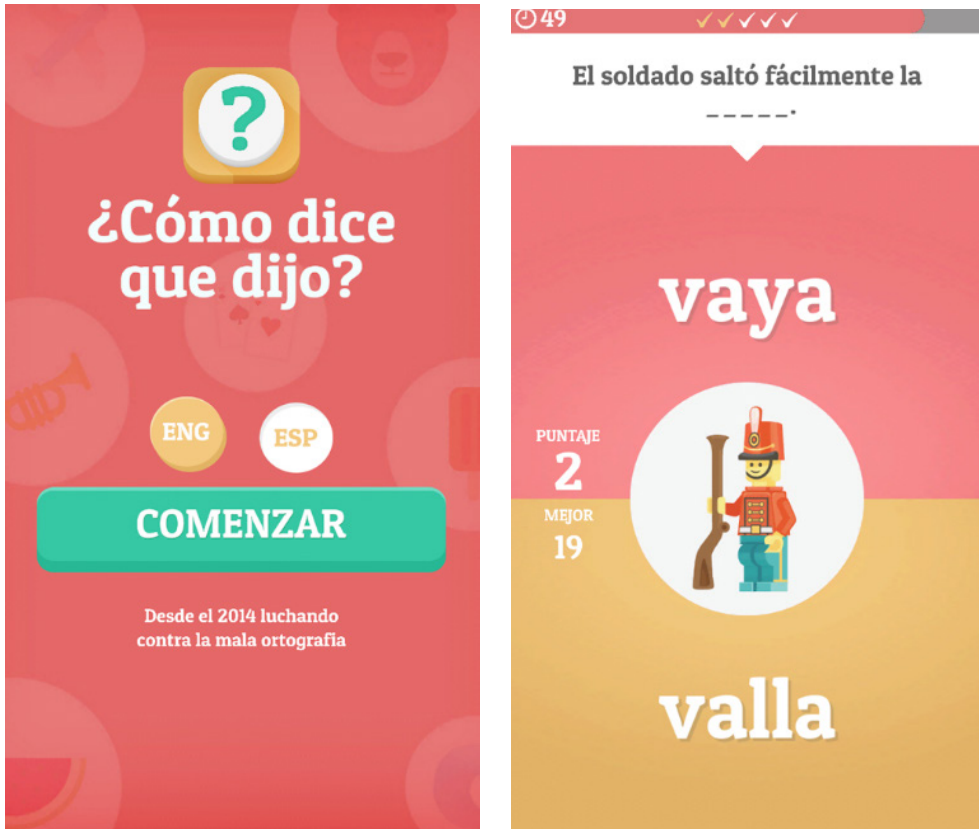 ?
¿Cómo dice
que dijo?
ENG
ESP
COMENZAR
Desde el 2014 luchando
contra la mala ortografía
49
✓✓✓✓✓
El soldado saltó fácilmente la
_ _ _ _ _.
vaya
PUNTAJE
2
MEJOR
19
valla